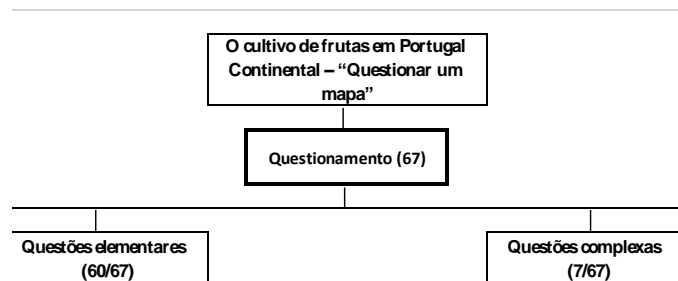 O cultivo de frutas em Portugal
Continental – “Questionar um
mapa”
Questionamento (67)
Questões elementares
(60/67)
Questões complexas
(7/67)